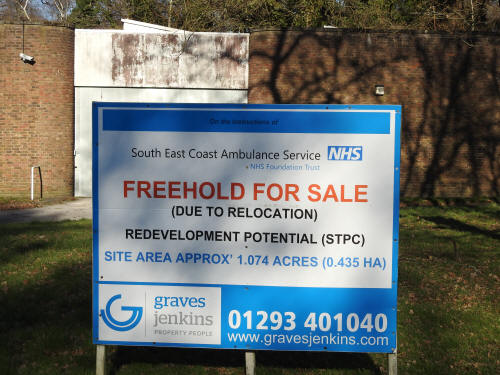 On the instructions of
South East Coast Ambulance Service NHS
NHS Foundation Trust
FREEHOLD FOR SALE
(DUE TO RELOCATION)
REDEVELOPMENT POTENTIAL (STPC)
SITE AREA APPROX' 1.074 ACRES (0.435 HA)
graves
jenkins
PROPERTY PEOPLE
01293 401040
www.gravesjenkins.com